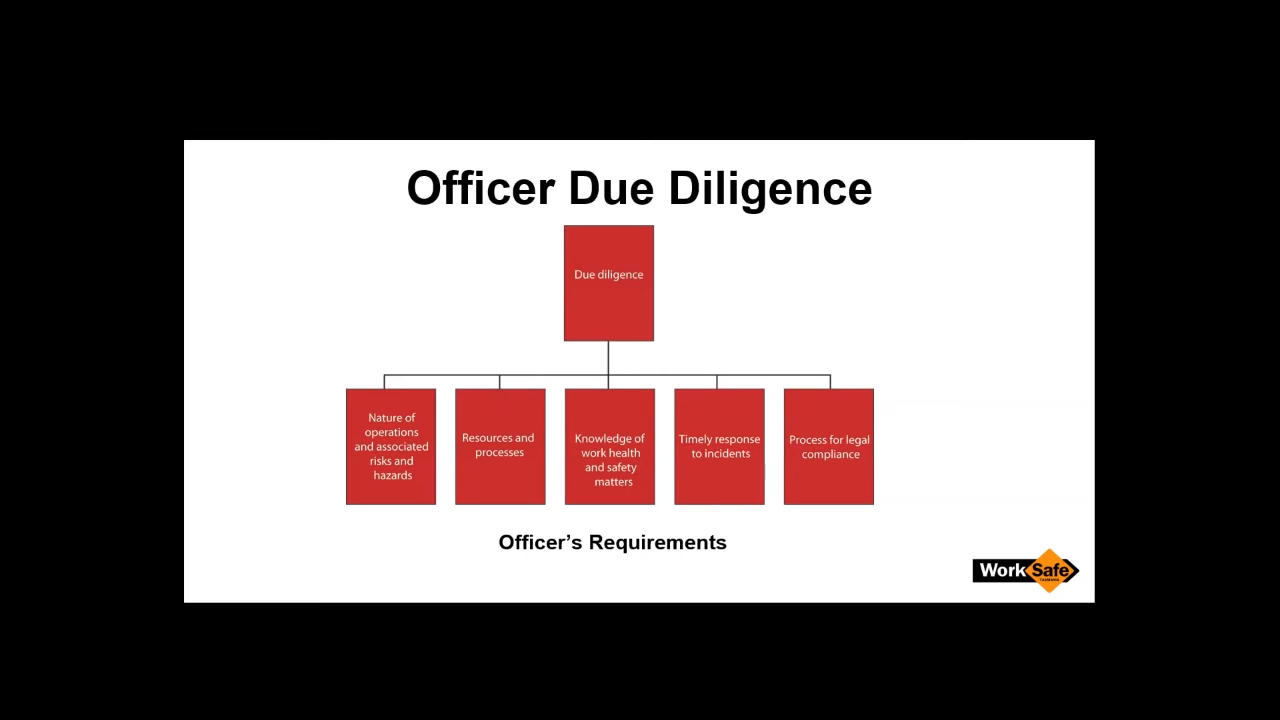 Officer Due Diligence
Due diligence
Nature of
operations
and associated
risks and
hazards
Resources and
processes
Knowledge of
work health
and safety
matters
Timely response
to incidents
Process for legal
compliance
Officer’s Requirements
WorkSafe
TASMANIA